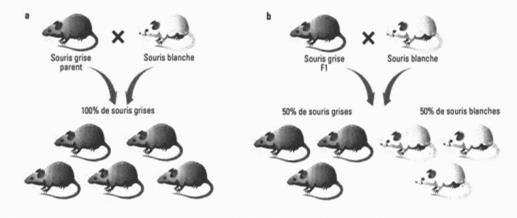 a
Souris grise
parent
Souris blanche
100% de souris grises
b
Souris grise
F1
Souris blanche
50% de souris grises
50% de souris blanches